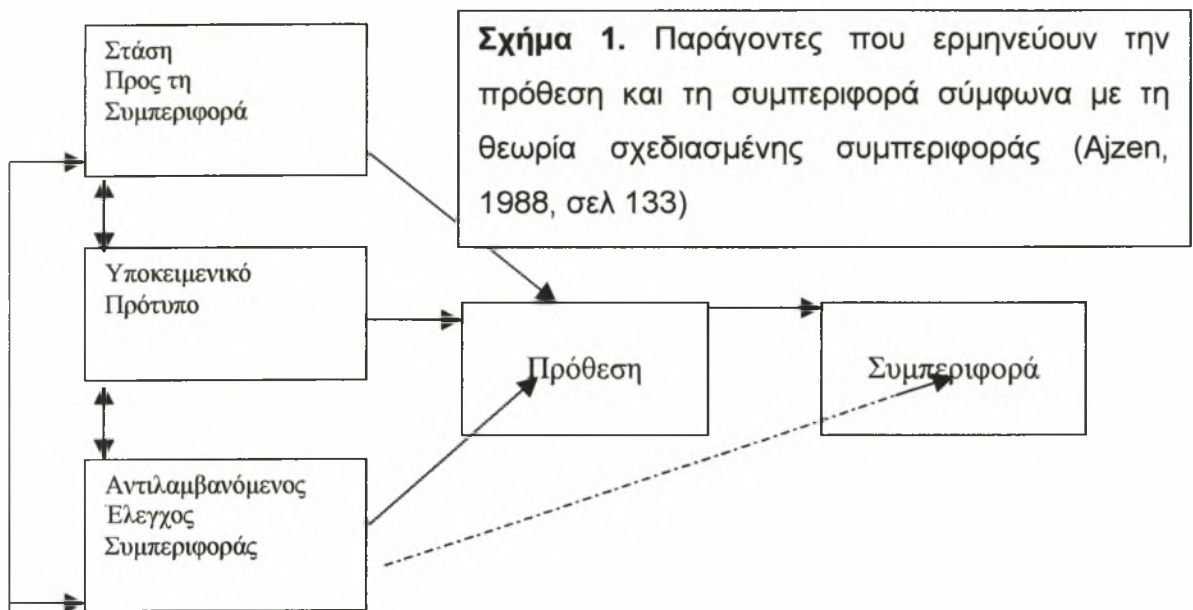 Στάση
Προς τη
Συμπεριφορά
Σχήμα 1. Παράγοντες που ερμηνεύουν την
πρόθεση και τη συμπεριφορά σύμφωνα με τη
θεωρία σχεδιασμένης συμπεριφοράς (Ajzen,
1988, σελ 133)
Υποκειμενικό
Πρότυπο
Πρόθεση
Συμπεριφορά
Αντιλαμβανόμενος
Έλεγχος
Συμπεριφοράς